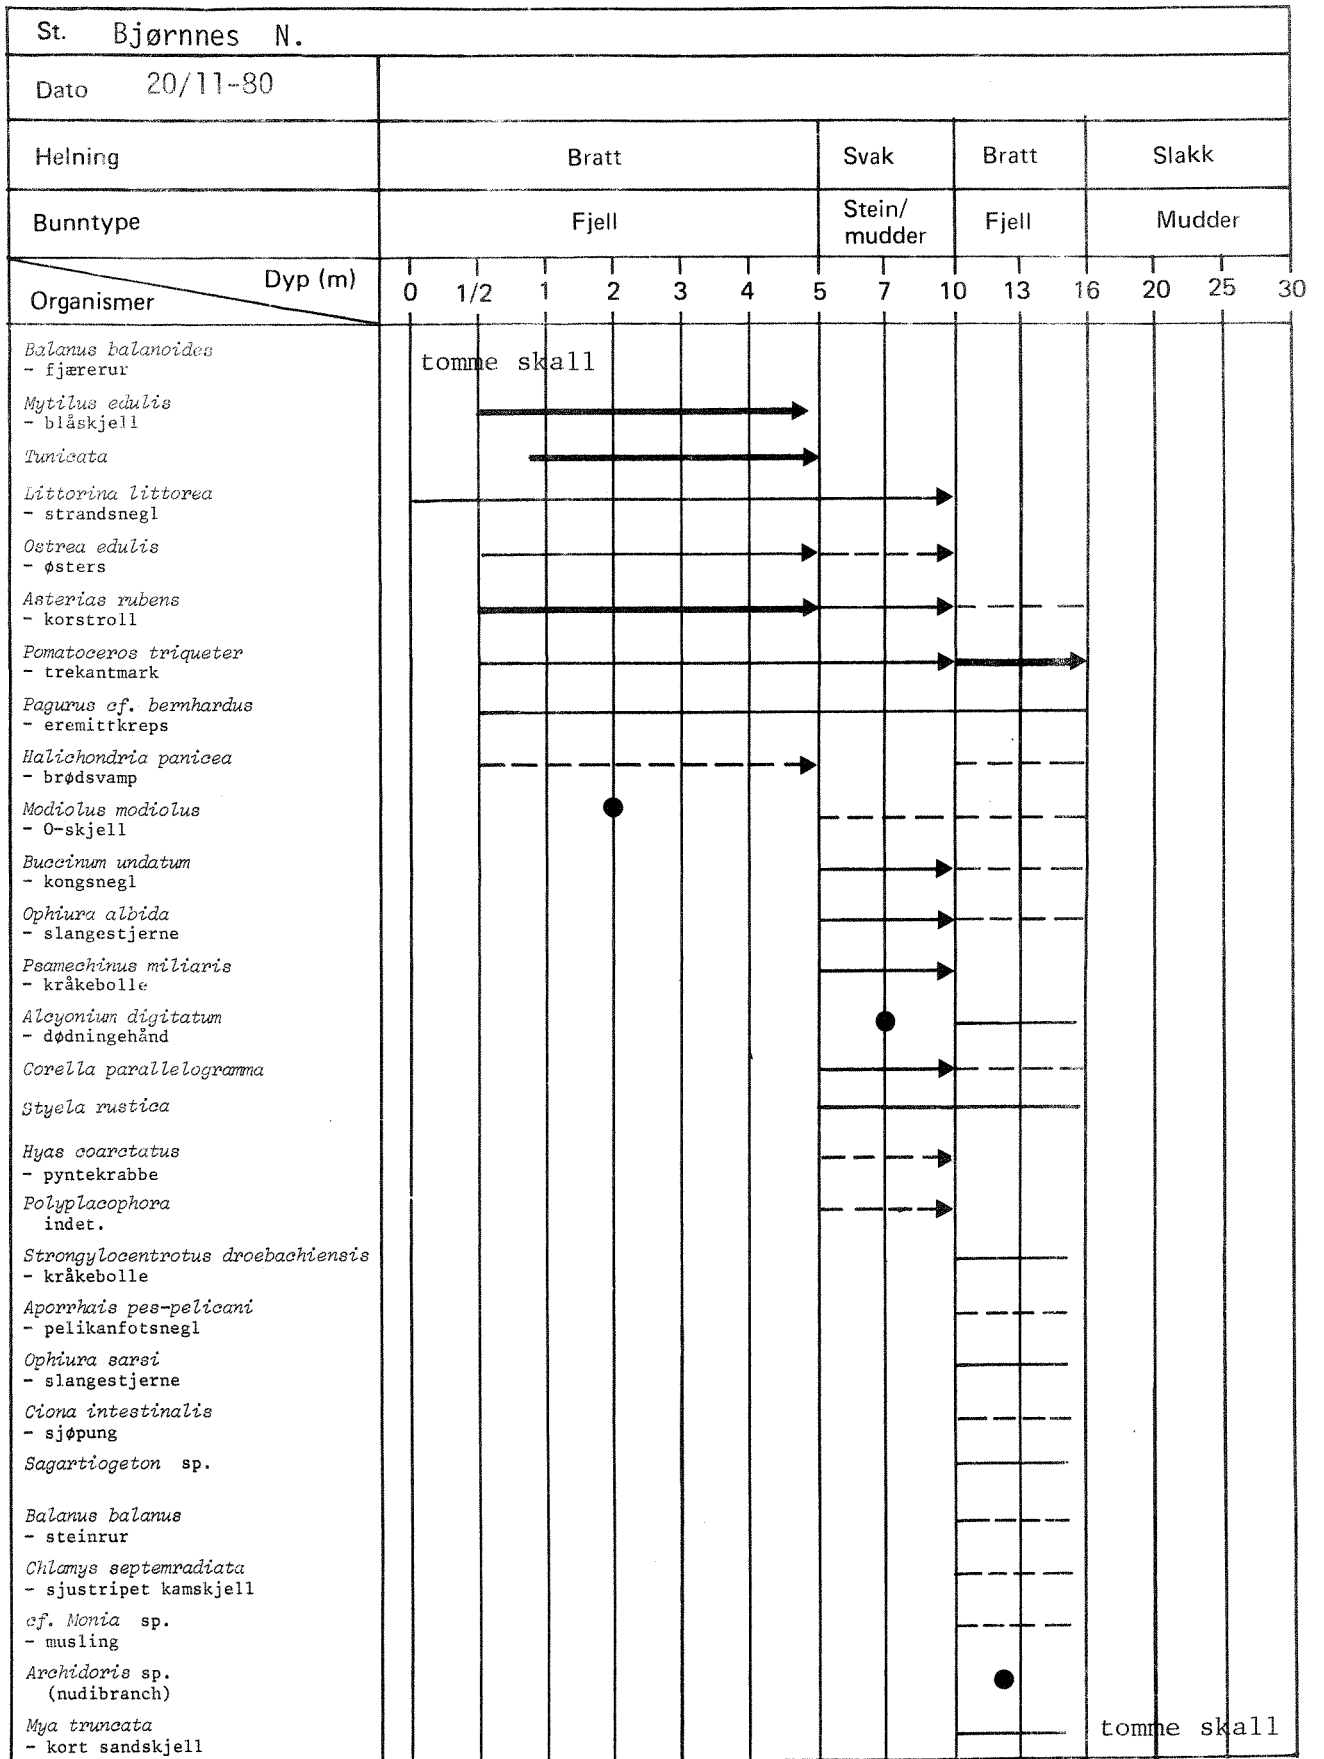 St. Bjørnnes N.
Dato 20/11-80
Helning Bratt Svak Bratt Slakk
Bunntype Fjell Stein/ mudder Fjell Mudder
Dyp (m)
Organismer
0 1/2 1 2 3 4 5 7 10 13 16 20 25 30
Balanus balanoides
- fjærerur
tomme skall
Mytilus edulis
- blåskjell
Tunicata
Littorina littorea
- strandsnegl
Ostrea edulis
- østers
Asterias rubens
- korstroll
Pomatoceros triqueter
- trekantmark
Pagurus cf. bernhardus
- eremittkreps
Halichondria panicea
- brødsvamp
Modiolus modiolus
- O-skjell
Buccinum undatum
- kongsnegl
Ophiura albida
- slangestjerne
Psamechinus miliaris
- kråkebolle
Alcyonium digitatum
- dødningehånd
Corella parallelogramma
Styela rustica
Hyas coarctatus
- pyntekrabbe
Polyplacophora
indet.
Strongylocentrotus droebachiensis
- kråkebolle
Aporrhais pes-pelicani
- pelikanfotsnegl
Ophiura sarsi
- slangestjerne
Ciona intestinalis
- sjøpung
Sagartiogeton sp.
Balanus balanus
- steinrur
Chlamys septemradiata
- sjustripet kamskjell
cf. Monia sp.
- musling
Archidoris sp.
(nudibranch)
Mya truncata
- kort sandskjell
tomme skall